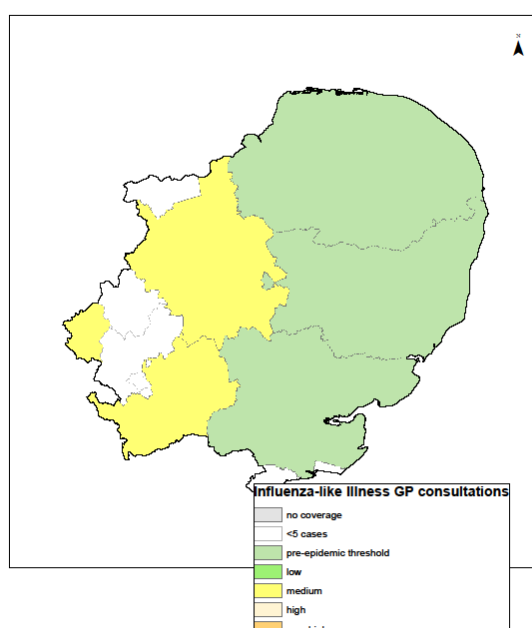 N
Influenza-like Illness GP consultations
no coverage
<5 cases
pre-epidemic threshold
low
medium
high